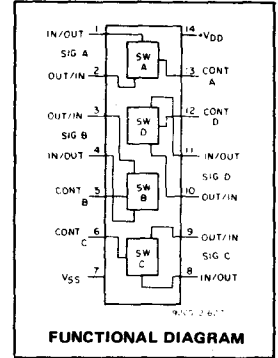 IN/OUT 1
SIG A
OUT/IN 2
OUT/IN 3
SIG B
IN/OUT 4
CONT B 5
CONT C 6
VSS 7
SW A
SW D
SW B
SW C
14 +VDD
13 CONT A
12 CONT D
11 IN/OUT
SIG D
10 OUT/IN
9 OUT/IN
SIG C
8 IN/OUT
FUNCTIONAL DIAGRAM